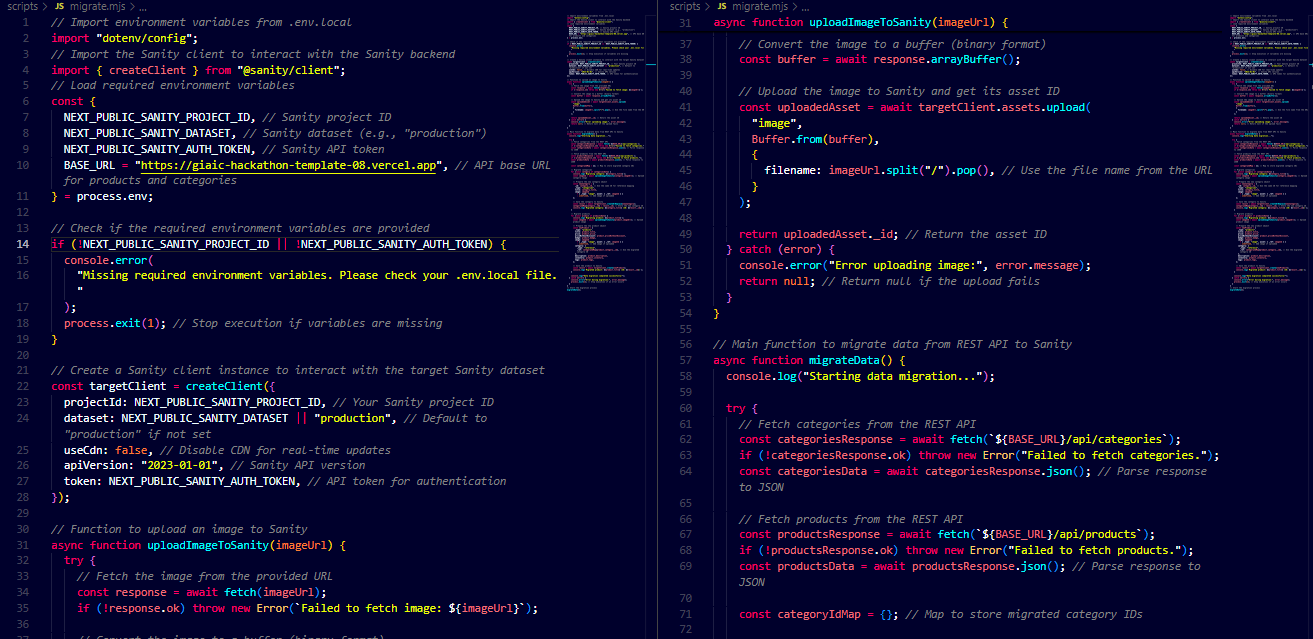 scripts > JS migrate.mjs > ...
1 // Import environment variables from .env.local
2 import "dotenv/config";
3 // Import the Sanity client to interact with the Sanity backend
4 import { createClient } from "@sanity/client";
5 // Load required environment variables
6 const {
7 NEXT_PUBLIC_SANITY_PROJECT_ID, // Sanity project ID
8 NEXT_PUBLIC_SANITY_DATASET, // Sanity dataset (e.g., "production")
9 NEXT_PUBLIC_SANITY_AUTH_TOKEN, // Sanity API token
10 BASE_URL = "https://giaic-hackathon-template-08.vercel.app", // API base URL
for products and categories
11 } = process.env;
12
13 // Check if the required environment variables are provided
14 if (!NEXT_PUBLIC_SANITY_PROJECT_ID || !NEXT_PUBLIC_SANITY_AUTH_TOKEN) {
15 console.error(
16 "Missing required environment variables. Please check your .env.local file.
"
17 );
18 process.exit(1); // Stop execution if variables are missing
19 }
20
21 // Create a Sanity client instance to interact with the target Sanity dataset
22 const targetClient = createClient({
23 projectId: NEXT_PUBLIC_SANITY_PROJECT_ID, // Your Sanity project ID
24 dataset: NEXT_PUBLIC_SANITY_DATASET || "production", // Default to
"production" if not set
25 useCdn: false, // Disable CDN for real-time updates
26 apiVersion: "2023-01-01", // Sanity API version
27 token: NEXT_PUBLIC_SANITY_AUTH_TOKEN, // API token for authentication
28 });
29
30 // Function to upload an image to Sanity
31 async function uploadImageToSanity(imageUrl) {
32 try {
33 // Fetch the image from the provided URL
34 const response = await fetch(imageUrl);
35 if (!response.ok) throw new Error(`Failed to fetch image: ${imageUrl}`);
36
37 // Convert the image to a buffer (binary format)
scripts > JS migrate.mjs > ...
31 async function uploadImageToSanity(imageUrl) {
37 // Convert the image to a buffer (binary format)
38 const buffer = await response.arrayBuffer();
39
40 // Upload the image to Sanity and get its asset ID
41 const uploadedAsset = await targetClient.assets.upload(
42 "image",
43 Buffer.from(buffer),
44 {
45 filename: imageUrl.split("/").pop(), // Use the file name from the URL
46 }
47 );
48
49 return uploadedAsset._id; // Return the asset ID
50 } catch (error) {
51 console.error("Error uploading image:", error.message);
52 return null; // Return null if the upload fails
53 }
54 }
55
56 // Main function to migrate data from REST API to Sanity
57 async function migrateData() {
58 console.log("Starting data migration...");
59
60 try {
61 // Fetch categories from the REST API
62 const categoriesResponse = await fetch(`${BASE_URL}/api/categories`);
63 if (!categoriesResponse.ok) throw new Error("Failed to fetch categories.");
64 const categoriesData = await categoriesResponse.json(); // Parse response
to JSON
65
66 // Fetch products from the REST API
67 const productsResponse = await fetch(`${BASE_URL}/api/products`);
68 if (!productsResponse.ok) throw new Error("Failed to fetch products.");
69 const productsData = await productsResponse.json(); // Parse response to
JSON
70
71 const categoryIdMap = {}; // Map to store migrated category IDs
72